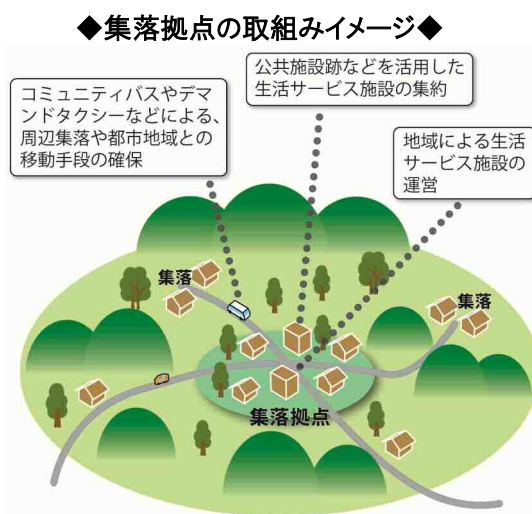 ◆集落拠点の取組みイメージ◆
公共施設跡などを活用した
生活サービス施設の集約
コミュニティバスやデマ
ンドタクシーなどによる、
周辺集落や都市地域との
移動手段の確保
地域による生活
サービス施設の
運営
集落
集落
集落拠点